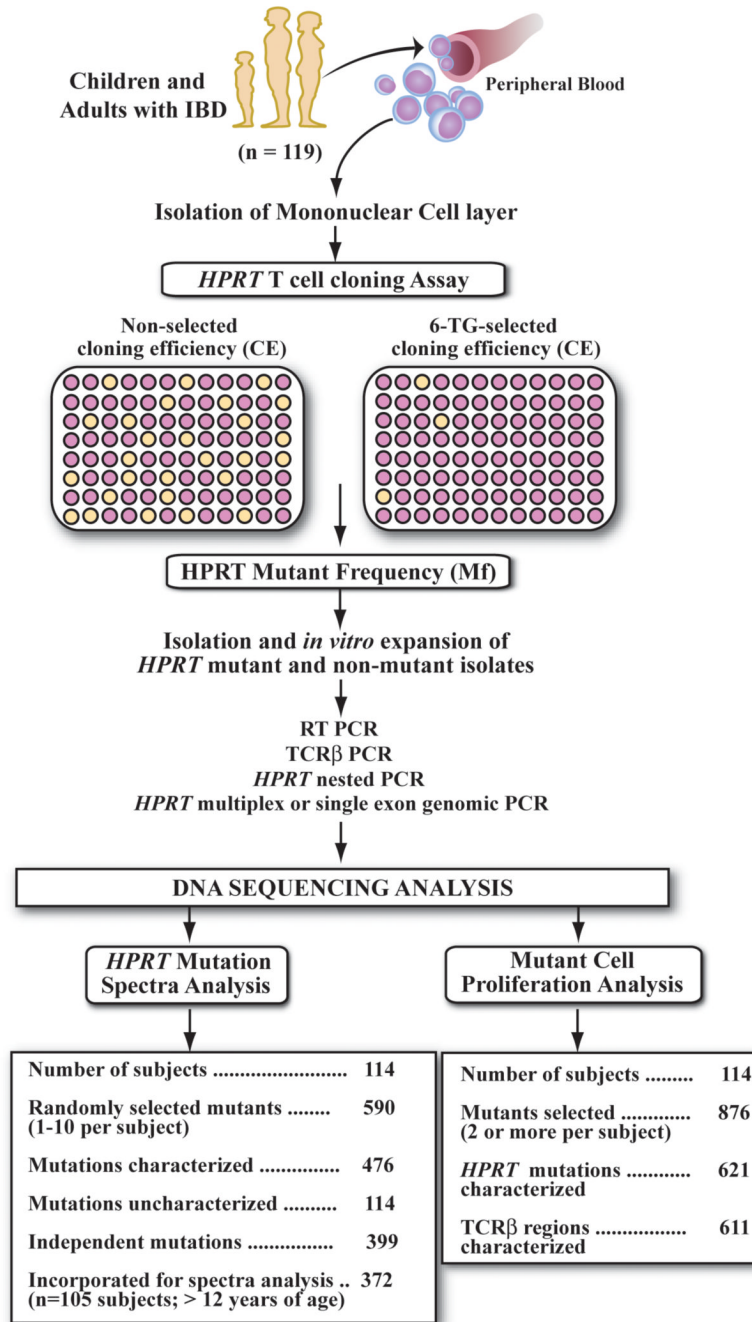 Children and
Adults with IBD
(n = 119)
Peripheral Blood
Isolation of Mononuclear Cell layer
HPRT T cell cloning Assay
Non-selected
cloning efficiency (CE)
6-TG-selected
cloning efficiency (CE)
HPRT Mutant Frequency (Mf)
Isolation and in vitro expansion of
HPRT mutant and non-mutant isolates
RT PCR
TCRβ PCR
HPRT nested PCR
HPRT multiplex or single exon genomic PCR
DNA SEQUENCING ANALYSIS
HPRT Mutation
Spectra Analysis
Number of subjects ......................... 114
Randomly selected mutants ........ 590
(1-10 per subject)
Mutations characterized ............... 476
Mutations uncharacterized .......... 114
Independent mutations ................ 399
Incorporated for spectra analysis .. 372
(n=105 subjects; > 12 years of age)
Mutant Cell
Proliferation Analysis
Number of subjects ......... 114
Mutants selected ............. 876
(2 or more per subject)
HPRT mutations 621
characterized
TCRβ regions ................. 611
characterized